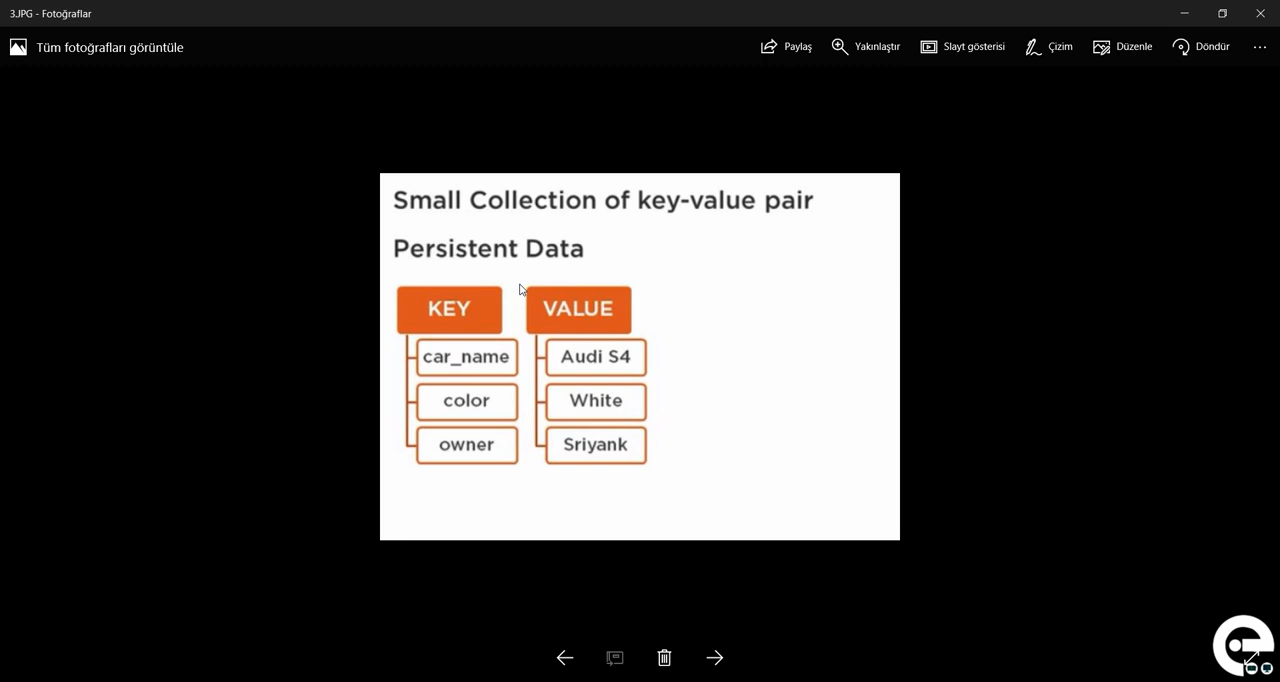 3.JPG - Fotoğraflar
Tüm fotoğrafları görüntüle
Paylaş
Yakınlaştır
Slayt gösterisi
Çizim
Düzenle
Döndür
Small Collection of key-value pair
Persistent Data
KEY VALUE
car_name Audi S4
color White
owner Sriyank